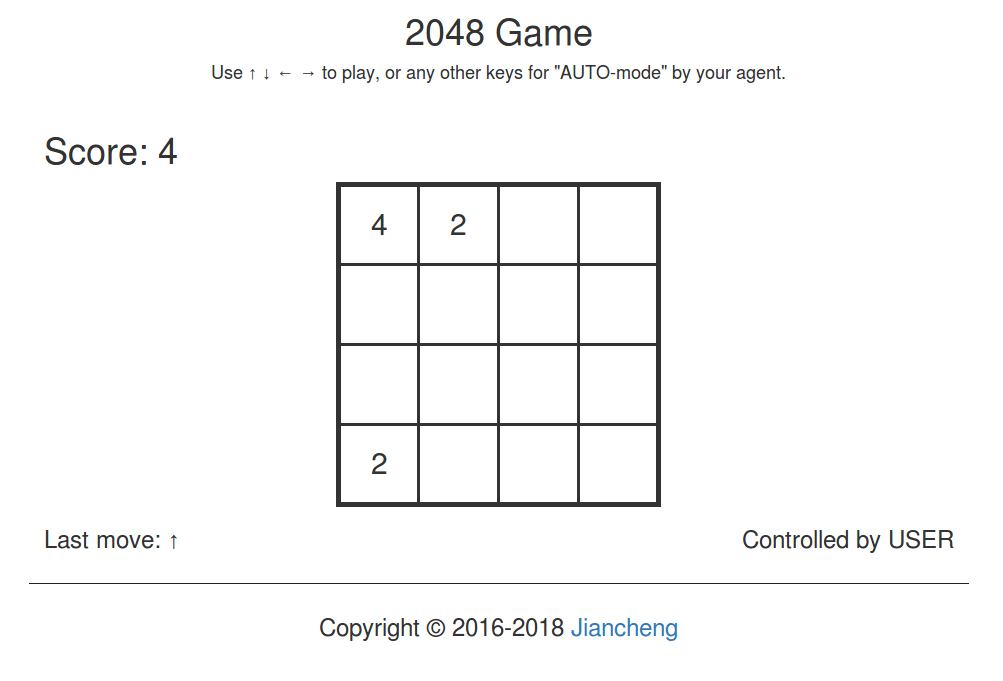 2048 Game
Use ↑ ↓ ← → to play, or any other keys for "AUTO-mode" by your agent.
Score: 4
4 2
2
Last move: ↑ Controlled by USER
Copyright © 2016-2018 Jiancheng